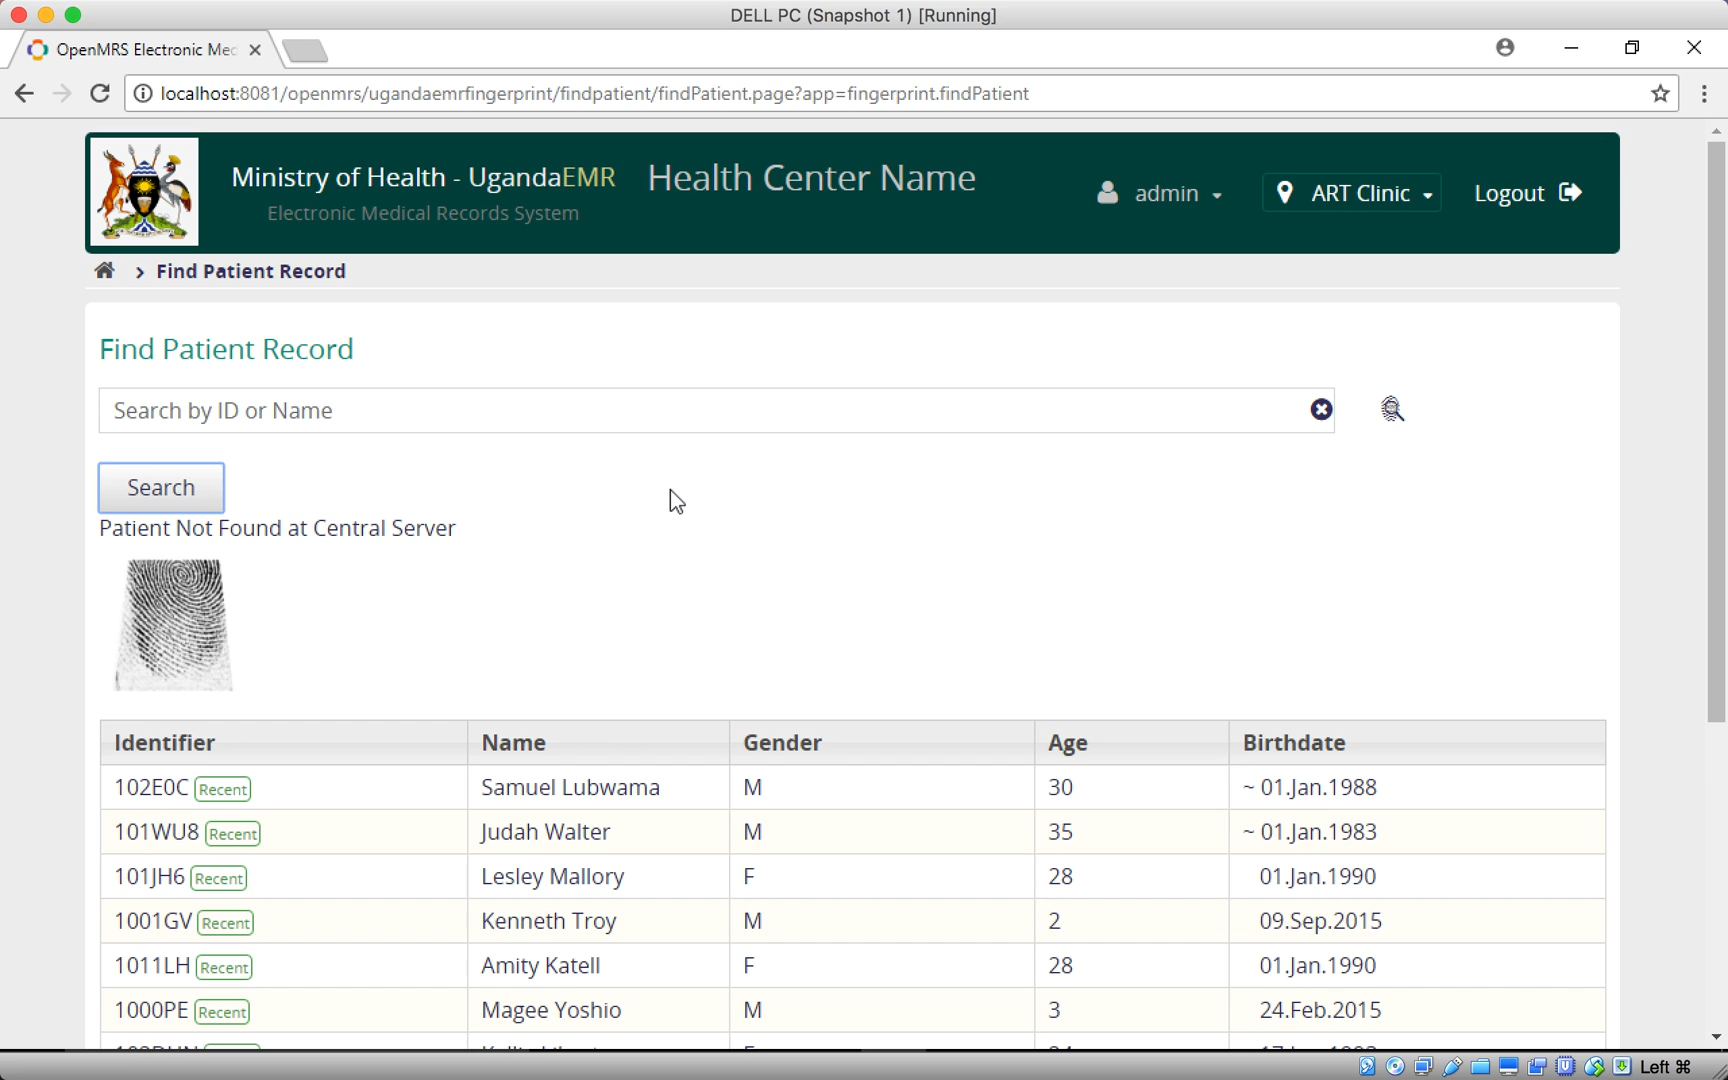 DELL PC (Snapshot 1) [Running]
OpenMRS Electronic Mec
localhost:8081/openmrs/ugandaemrfingerprint/findpatient/findPatient.page?app=fingerprint.findPatient
Ministry of Health - UgandaEMR Health Center Name
Electronic Medical Records System
admin ART Clinic Logout
Find Patient Record
Find Patient Record
Search by ID or Name
Search
Patient Not Found at Central Server
Identifier Name Gender Age Birthdate
102E0C Recent Samuel Lubwama M 30 ~ 01.Jan.1988
101WU8 Recent Judah Walter M 35 ~ 01.Jan.1983
101JH6 Recent Lesley Mallory F 28 01.Jan.1990
1001GV Recent Kenneth Troy M 2 09.Sep.2015
1011LH Recent Amity Katell F 28 01.Jan.1990
1000PE Recent Magee Yoshio M 3 24.Feb.2015
Left ⌘